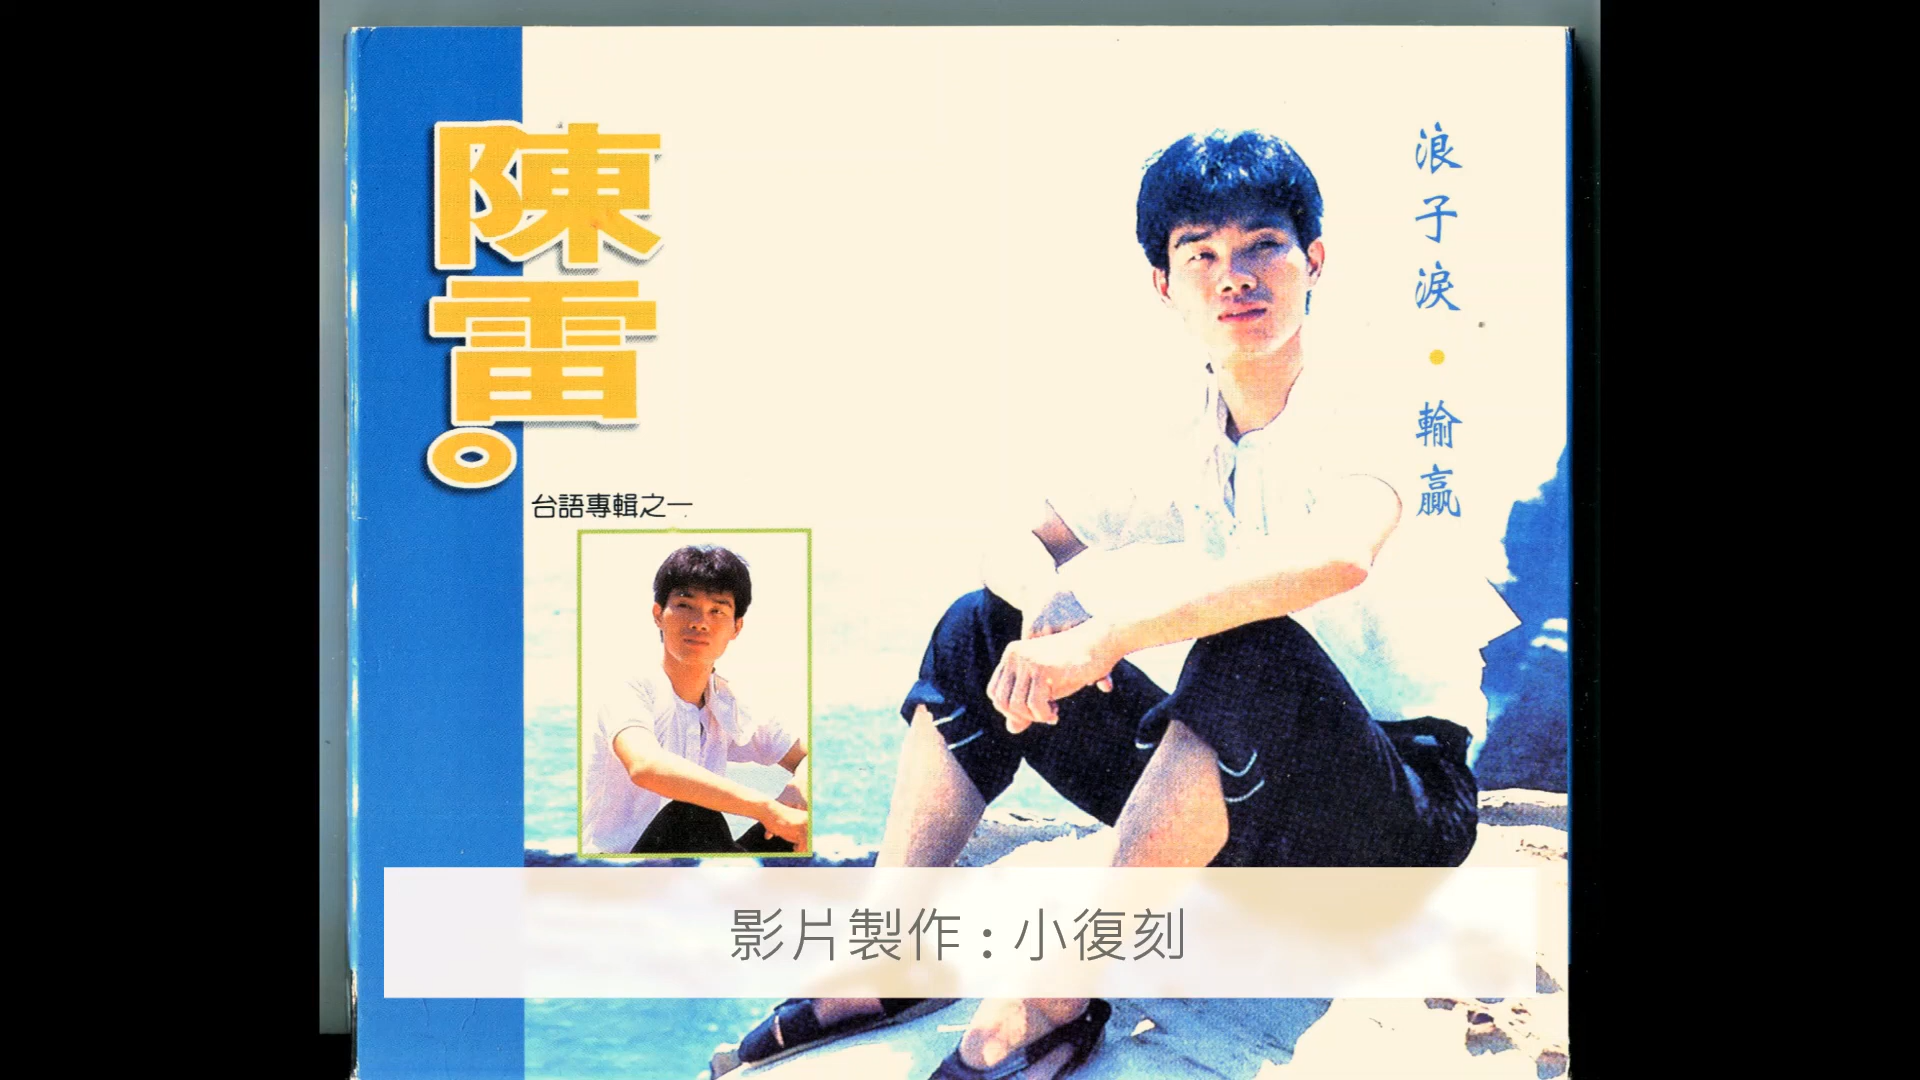 陳雷。
台語專輯之一
浪子淚•輸贏
影片製作:小復刻